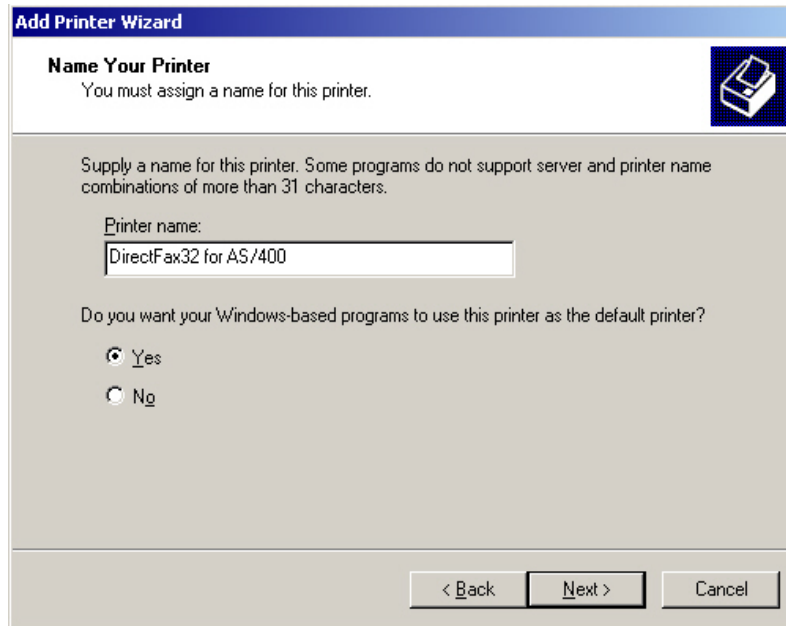 Add Printer Wizard
Name Your Printer
You must assign a name for this printer.
Supply a name for this printer. Some programs do not support server and printer name
combinations of more than 31 characters.
Printer name:
DirectFax32 for AS/400
Do you want your Windows-based programs to use this printer as the default printer?
Yes
No
< Back Next > Cancel